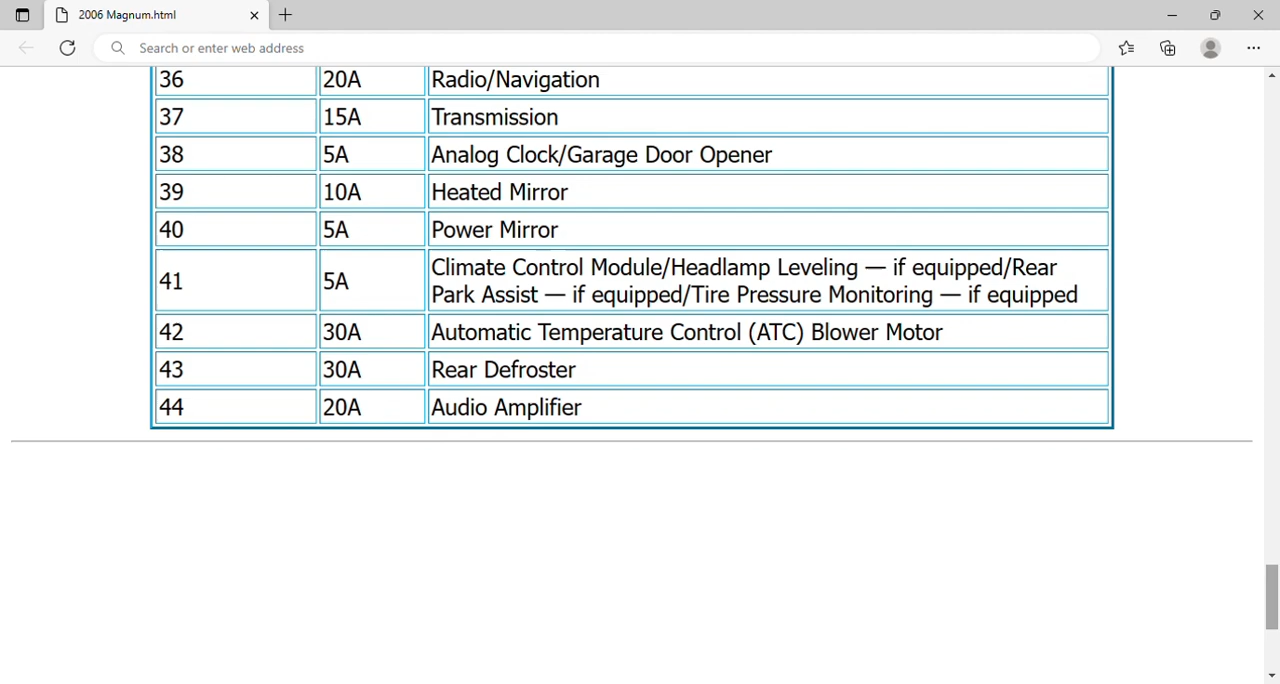 2006 Magnum.html
Search or enter web address
36 20A Radio/Navigation
37 15A Transmission
38 5A Analog Clock/Garage Door Opener
39 10A Heated Mirror
40 5A Power Mirror
41 5A Climate Control Module/Headlamp Leveling — if equipped/Rear
Park Assist — if equipped/Tire Pressure Monitoring — if equipped
42 30A Automatic Temperature Control (ATC) Blower Motor
43 30A Rear Defroster
44 20A Audio Amplifier